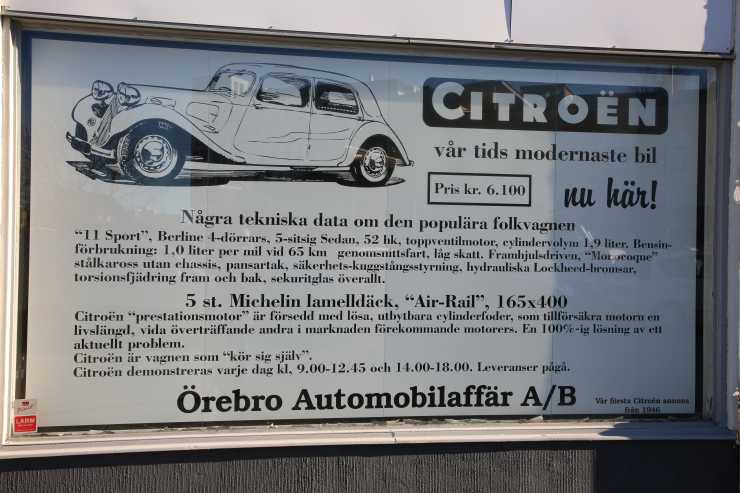 CITROËN
vår tids modernaste bil
Pris kr. 6.100
nu här!
Några tekniska data om den populära folkvagnen
"11 Sport", Berline 4-dörrars, 5-sitsig Sedan, 52 hk, toppventilmotor, cylindervolym 1,9 liter. Bensin-
förbrukning: 1,0 liter per mil vid 65 km genomsnittsfart, låg skatt. Framhjulsdriven, "Monocoque"
stålkaross utan chassis, pansartak, säkerhets-kuggstångsstyrning, hydrauliska Lockheed-bromsar,
torsionsfjädring fram och bak, sekuritglas överallt.
5 st. Michelin lamelldäck, "Air-Rail", 165x400
Citroën "prestationsmotor" är försedd med lösa, utbytbara cylinderfoder, som tillförsäkra motorn en
livslängd, vida överträffande andra i marknaden förekommande motorers. En 100%-ig lösning av ett
aktuellt problem.
Citroën är vagnen som "kör sig själv".
Citroën demonstreras varje dag kl, 9.00-12.45 och 14.00-18.00. Leveranser pågå.
Örebro Automobilaffär A/B
Vår första Citroën annons
från 1946
LARM